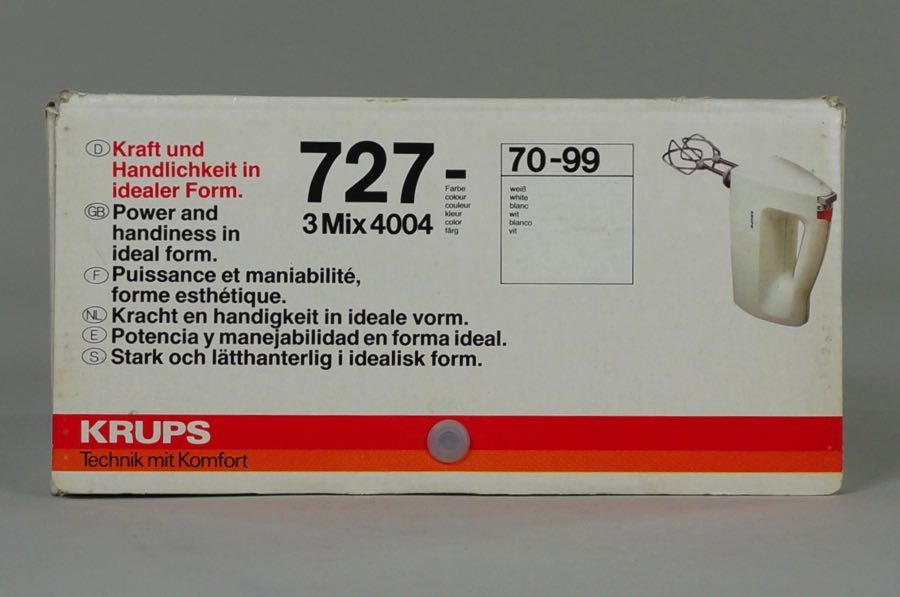 D Kraft und
Handlichkeit in
idealer Form.
GB Power and
handiness in
ideal form.
F Puissance et maniabilité,
forme esthétique.
NL Kracht en handigkeit in ideale vorm.
E Potencia y manejabilidad en forma ideal.
S Stark och lätthanterlig i idealisk form.
727-
3 Mix 4004
Farbe
colour
couleur
kleur
color
färg
70-99
weiß
white
blanc
wit
blanco
vit
KRUPS
KRUPS
Technik mit Komfort